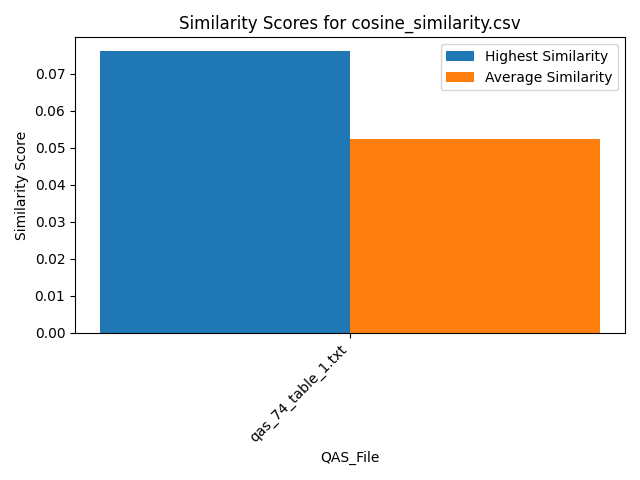 Similarity Scores for cosine_similarity.csv
Highest Similarity
Average Similarity
Similarity Score
0.07
0.06
0.05
0.04
0.03
0.02
0.01
0.00
qas_74_table_1.txt
QAS_File